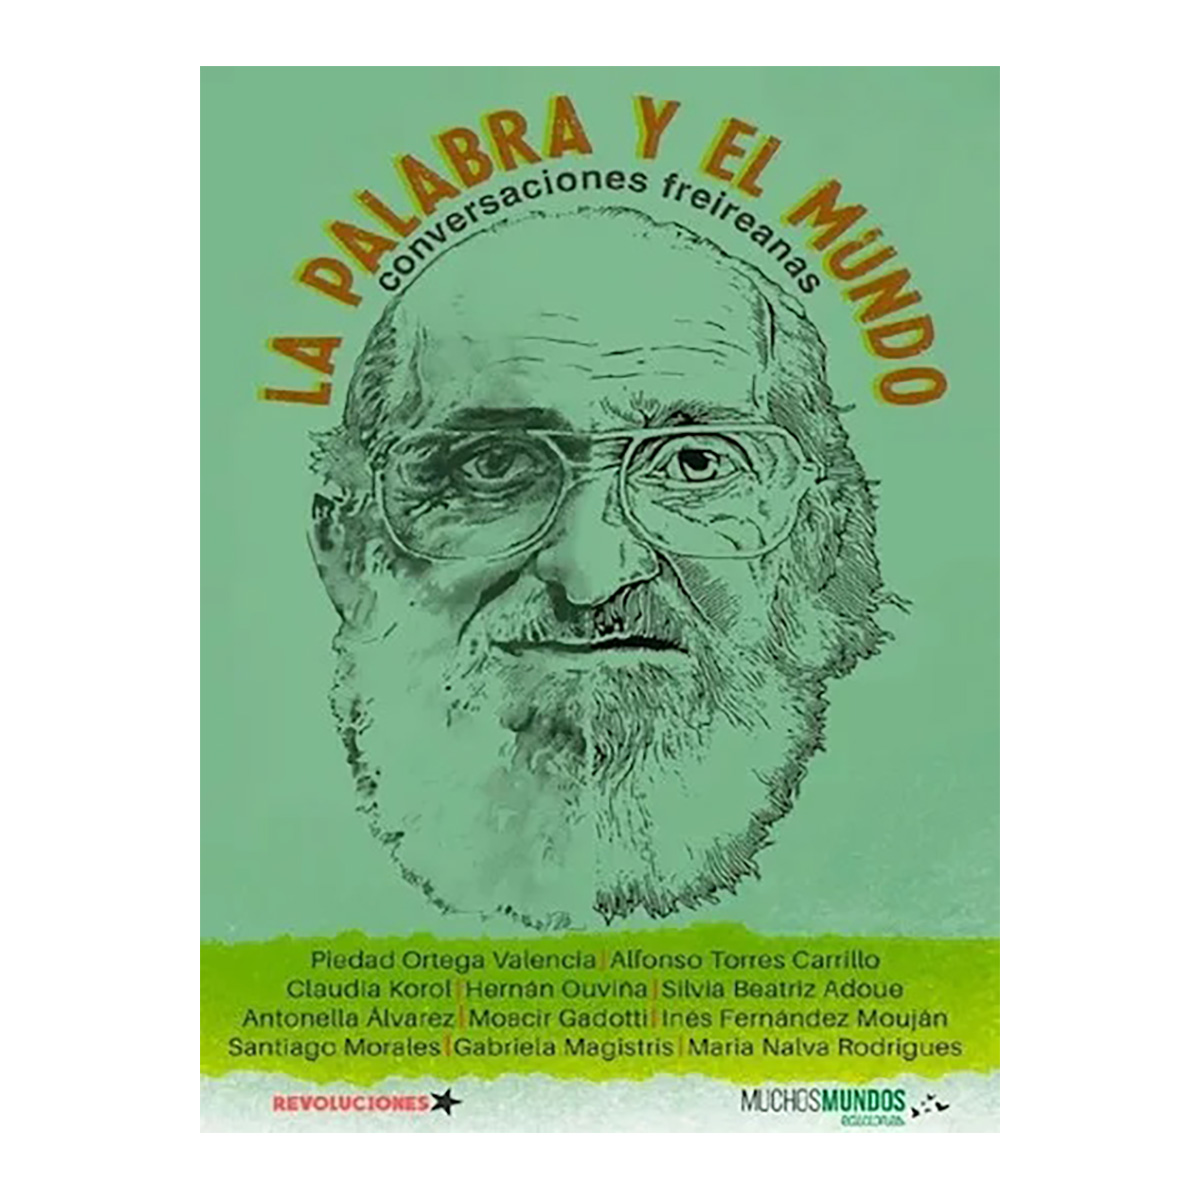 LA PALABRA Y EL MUNDO
conversaciones freireanas
Piedad Ortega Valencia | Alfonso Torres Carrillo
Claudia Korol | Hernán Ouviña | Silvia Beatriz Adoue
Antonella Álvarez | Moacir Gadotti | Inés Fernández Mouján
Santiago Morales | Gabriela Magistris | Maria Nalva Rodrigues
REVOLUCIONES
MUCHOSMUNDOS
ediciones